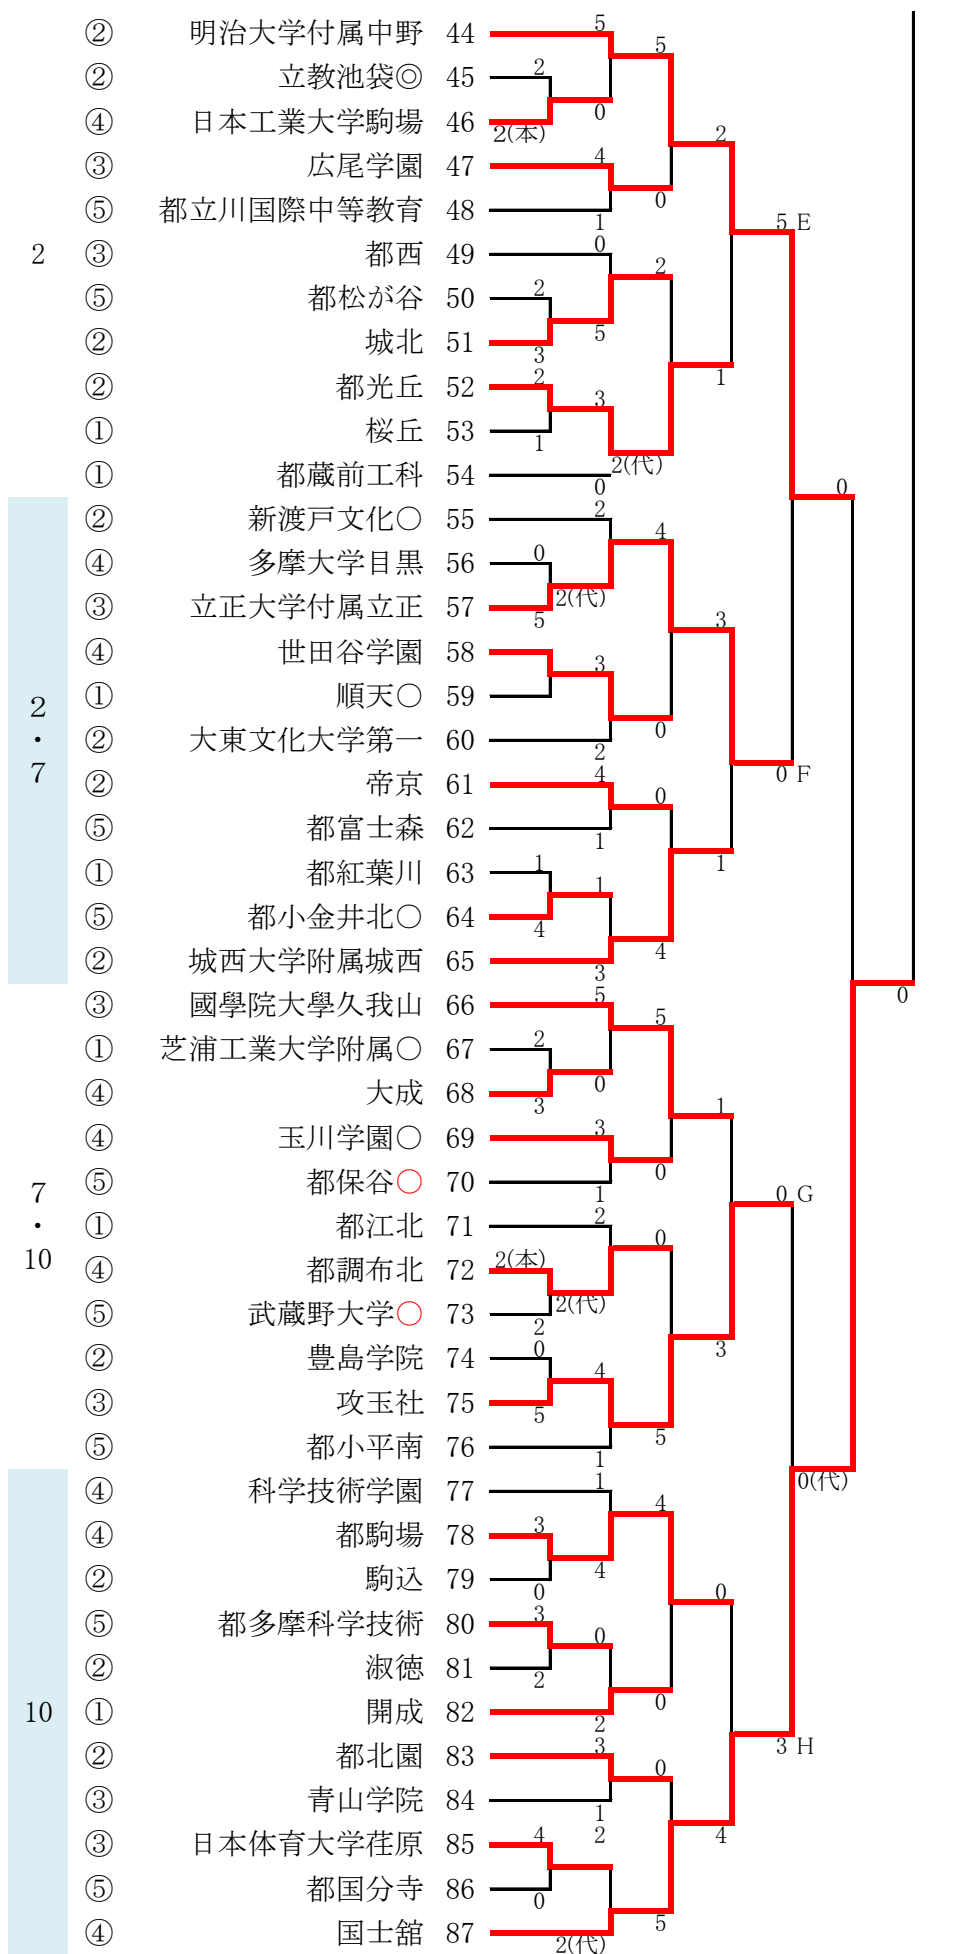 ② 明治大学付属中野 44 5
5
② 立教池袋◎ 45 2
④ 日本工業大学駒場 46 2(本) 0
2
③ 広尾学園 47 4
0
⑤ 都立川国際中等教育 48 1
5 E
2 ③ 都西 49 0
2
⑤ 都松が谷 50 2
② 城北 51 3 5
② 都光丘 52 2
1
3
① 桜丘 53 1
2(代)
① 都蔵前工科 54 0
0
② 新渡戸文化○ 55 2
4
④ 多摩大学目黒 56 0
③ 立正大学付属立正 57 5 2(代)
3
④ 世田谷学園 58 3
① 順天○ 59
0
② 大東文化大学第一 60 2
2・7
0 F
② 帝京 61 4
0
⑤ 都富士森 62 1
1
① 都紅葉川 63 1
1
⑤ 都小金井北○ 64 4
4
② 城西大学附属城西 65 3
0
③ 國學院大學久我山 66 5
5
① 芝浦工業大学附属○ 67 2
④ 大成 68 3 0
1
④ 玉川学園○ 69 3
0
⑤ 都保谷○ 70 1
0 G
7・10
① 都江北 71 2
0
④ 都調布北 72 2(本)
2(代)
⑤ 武蔵野大学○ 73 2
3
② 豊島学院 74 0
4
③ 攻玉社 75 5
5
⑤ 都小平南 76 1
0(代)
④ 科学技術学園 77 1
4
④ 都駒場 78 3
4
② 駒込 79 0
0
⑤ 都多摩科学技術 80 3
0
② 淑徳 81 2
0
10 ① 開成 82 2
3 H
② 都北園 83 3
0
③ 青山学院 84 1
③ 日本体育大学荏原 85 4 2
4
⑤ 都国分寺 86 0
5
④ 国士舘 87 2(代)